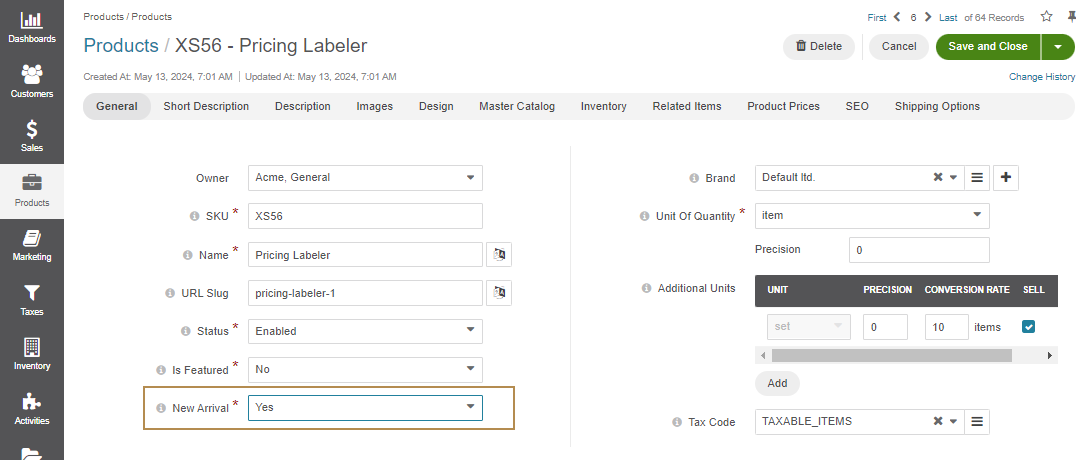 Dashboards
Customers
Sales
Products
Marketing
Taxes
Inventory
Activities
Products / Products
First < 6 > Last of 64 Records
Products / XS56 - Pricing Labeler
Delete
Cancel
Save and Close
Created At: May 13, 2024, 7:01 AM | Updated At: May 13, 2024, 7:01 AM
Change History
General Short Description Description Images Design Master Catalog Inventory Related Items Product Prices SEO Shipping Options
Owner Acme, General
SKU * XS56
Name * Pricing Labeler
URL Slug pricing-labeler-1
Status * Enabled
Is Featured * No
New Arrival * Yes
Brand Default ltd.
Unit Of Quantity * item
Precision 0
Additional Units
UNIT PRECISION CONVERSION RATE SELL
set 0 10 items
Add
Tax Code TAXABLE_ITEMS